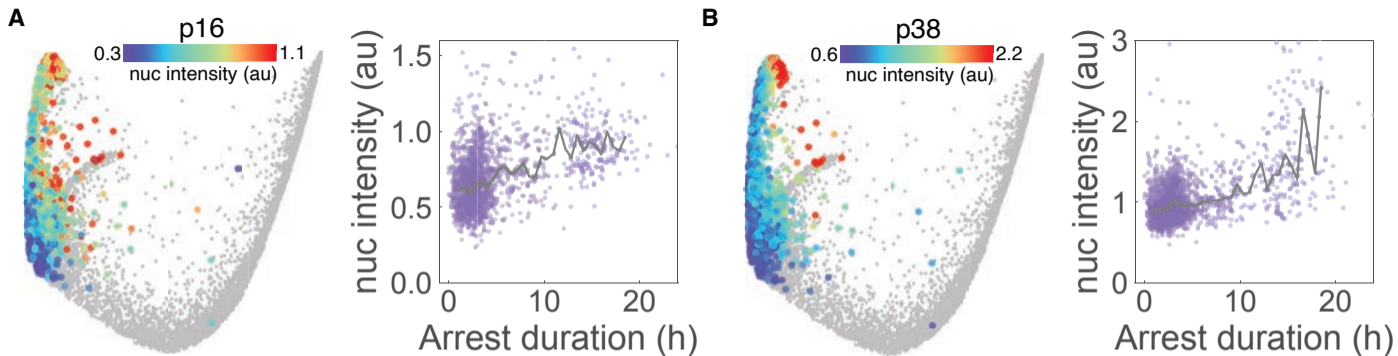 A
p16
0.3 1.1
nuc intensity (au)
nuc intensity (au)
1.5
1.0
0.5
0.0
0 10 20
Arrest duration (h)
B
p38
0.6 2.2
nuc intensity (au)
nuc intensity (au)
3
2
1
0
0 10 20
Arrest duration (h)